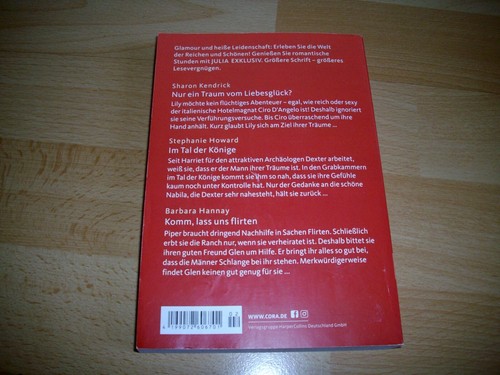 Glamour und heiße Leidenschaft: Erleben Sie die Welt
der Reichen und Schönen! Genießen Sie romantische
Stunden mit JULIA EXKLUSIV. Größere Schrift – größeres
Lesevergnügen.
Sharon Kendrick
Nur ein Traum vom Liebesglück?
Lily möchte kein flüchtiges Abenteuer – egal, wie reich oder sexy
der italienische Hotelmagnat Ciro D'Angelo ist! Deshalb ignoriert
sie seine Verführungsversuche. Bis Ciro überraschend um ihre
Hand anhält. Kurz glaubt Lily sich am Ziel ihrer Träume ...
Stephanie Howard
Im Tal der Könige
Seit Harriet für den attraktiven Archäologen Dexter arbeitet,
weiß sie, dass er der Mann ihrer Träume ist. In den Grabkammern
im Tal der Könige kommt sie ihm so nah, dass sie ihre Gefühle
kaum noch unter Kontrolle hat. Nur der Gedanke an die schöne
Nabila, die Dexter sehr nahesteht, hält sie zurück ...
Barbara Hannay
Komm, lass uns flirten
Piper braucht dringend Nachhilfe in Sachen Flirten. Schließlich
erbt sie die Ranch nur, wenn sie verheiratet ist. Deshalb bittet sie
ihren guten Freund Glen um Hilfe. Er bringt ihr alles so gut bei,
dass die Männer Schlange bei ihr stehen. Merkwürdigerweise
findet Glen keinen gut genug für sie ...
WWW.CORA.DE
Verlagsgruppe HarperCollins Deutschland GmbH